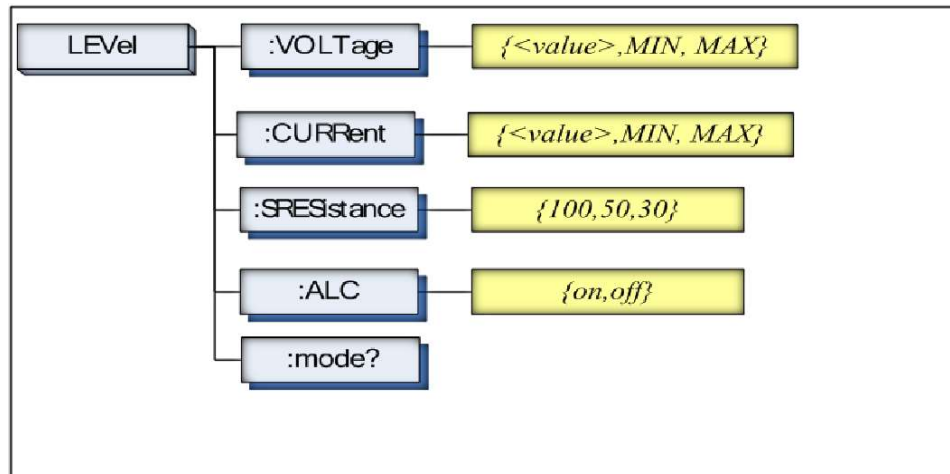 LEVel
:VOLTage
{<value>,MIN, MAX}
:CURRent
{<value>,MIN, MAX}
:SRESistance
{100,50,30}
:ALC
{on,off}
:mode?